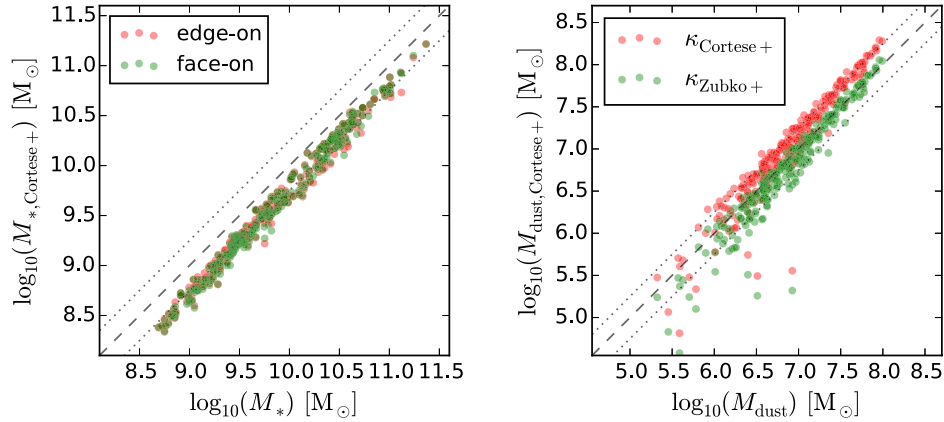 edge-on
face-on
11.5
11.0
10.5
10.0
9.5
9.0
8.5
log₁₀(M∗,Cortese+) [M⊙]
8.5 9.0 9.5 10.0 10.5 11.0 11.5
log₁₀(M∗) [M⊙]
κCortese+
κZubko+
8.5
8.0
7.5
7.0
6.5
6.0
5.5
5.0
log₁₀(Mdust,Cortese+) [M⊙]
5.0 5.5 6.0 6.5 7.0 7.5 8.0 8.5
log₁₀(Mdust) [M⊙]